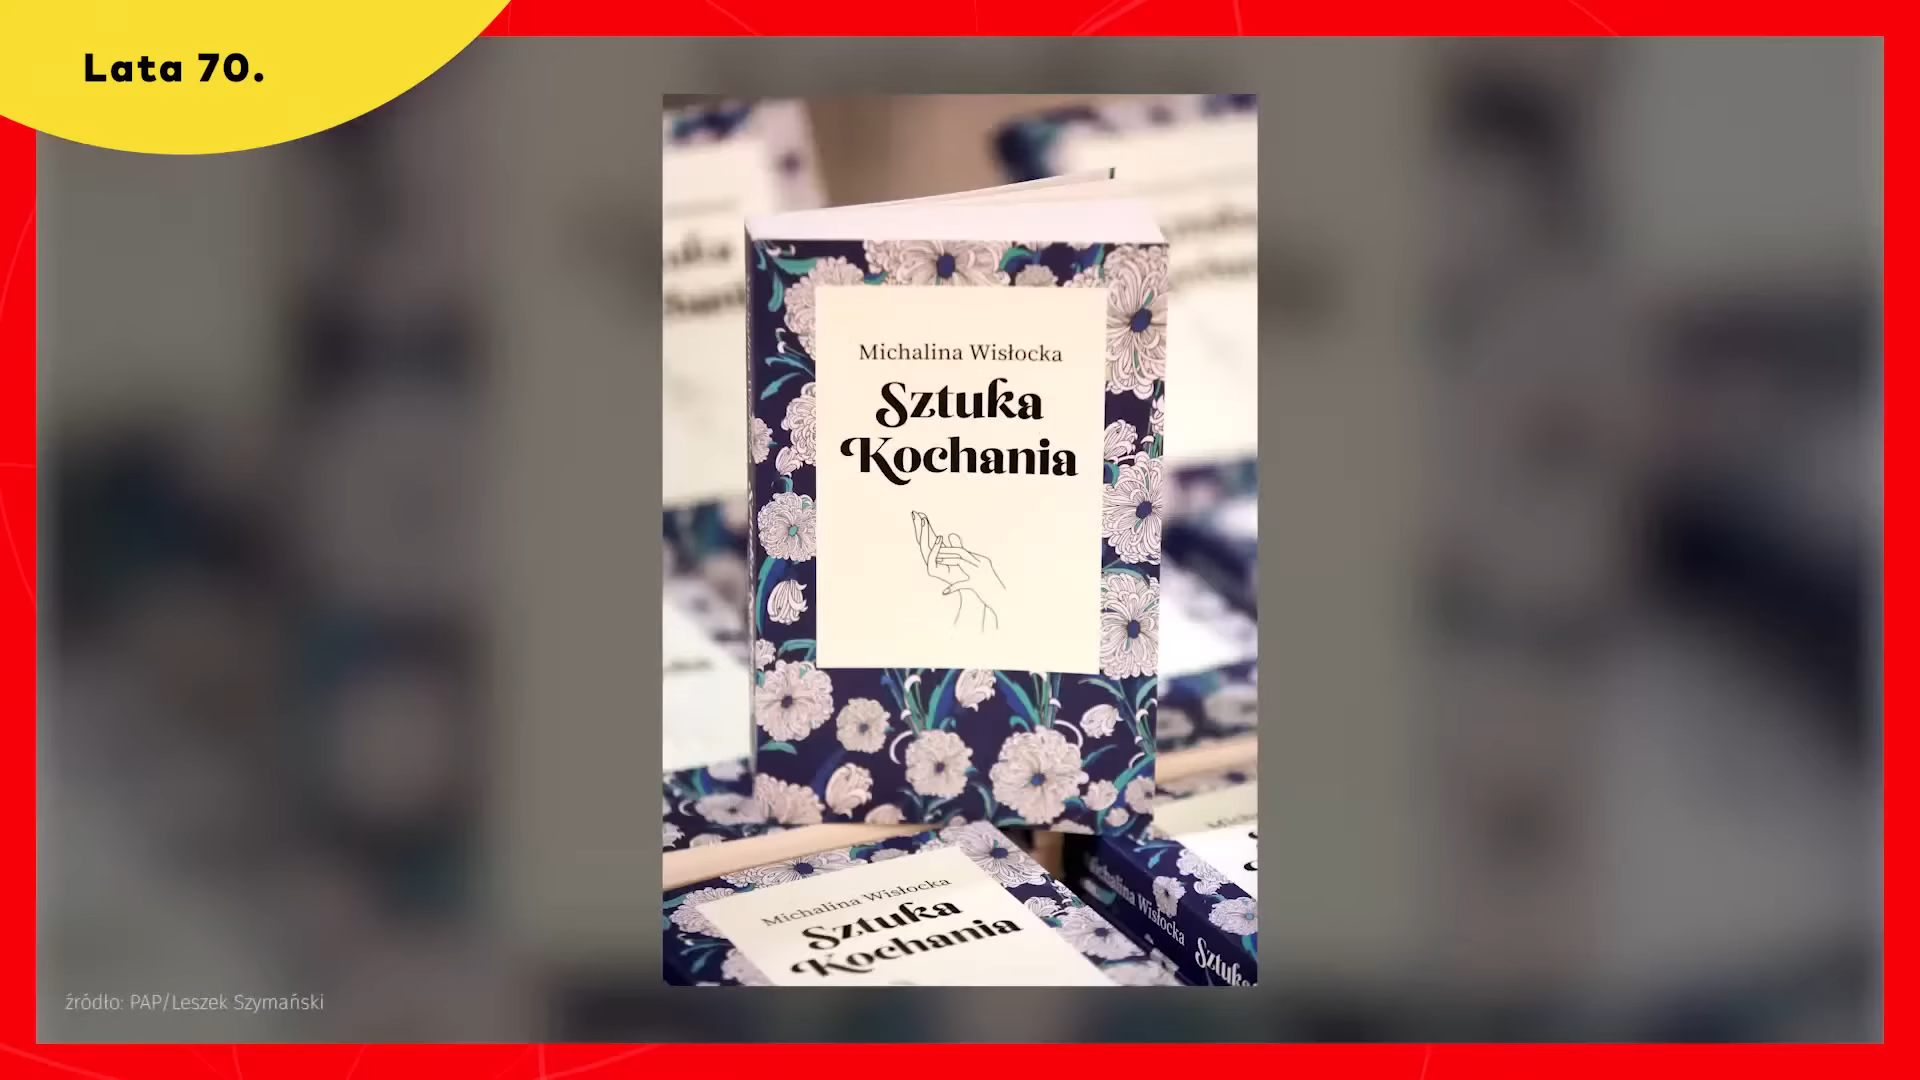 Lata 70.
Michalina Wisłocka
Sztuka
Kochania
Michalina Wisłocka
Sztuka
Kochania
Michalina Wisłocka
Sztuka
źródło: PAP/Leszek Szymański